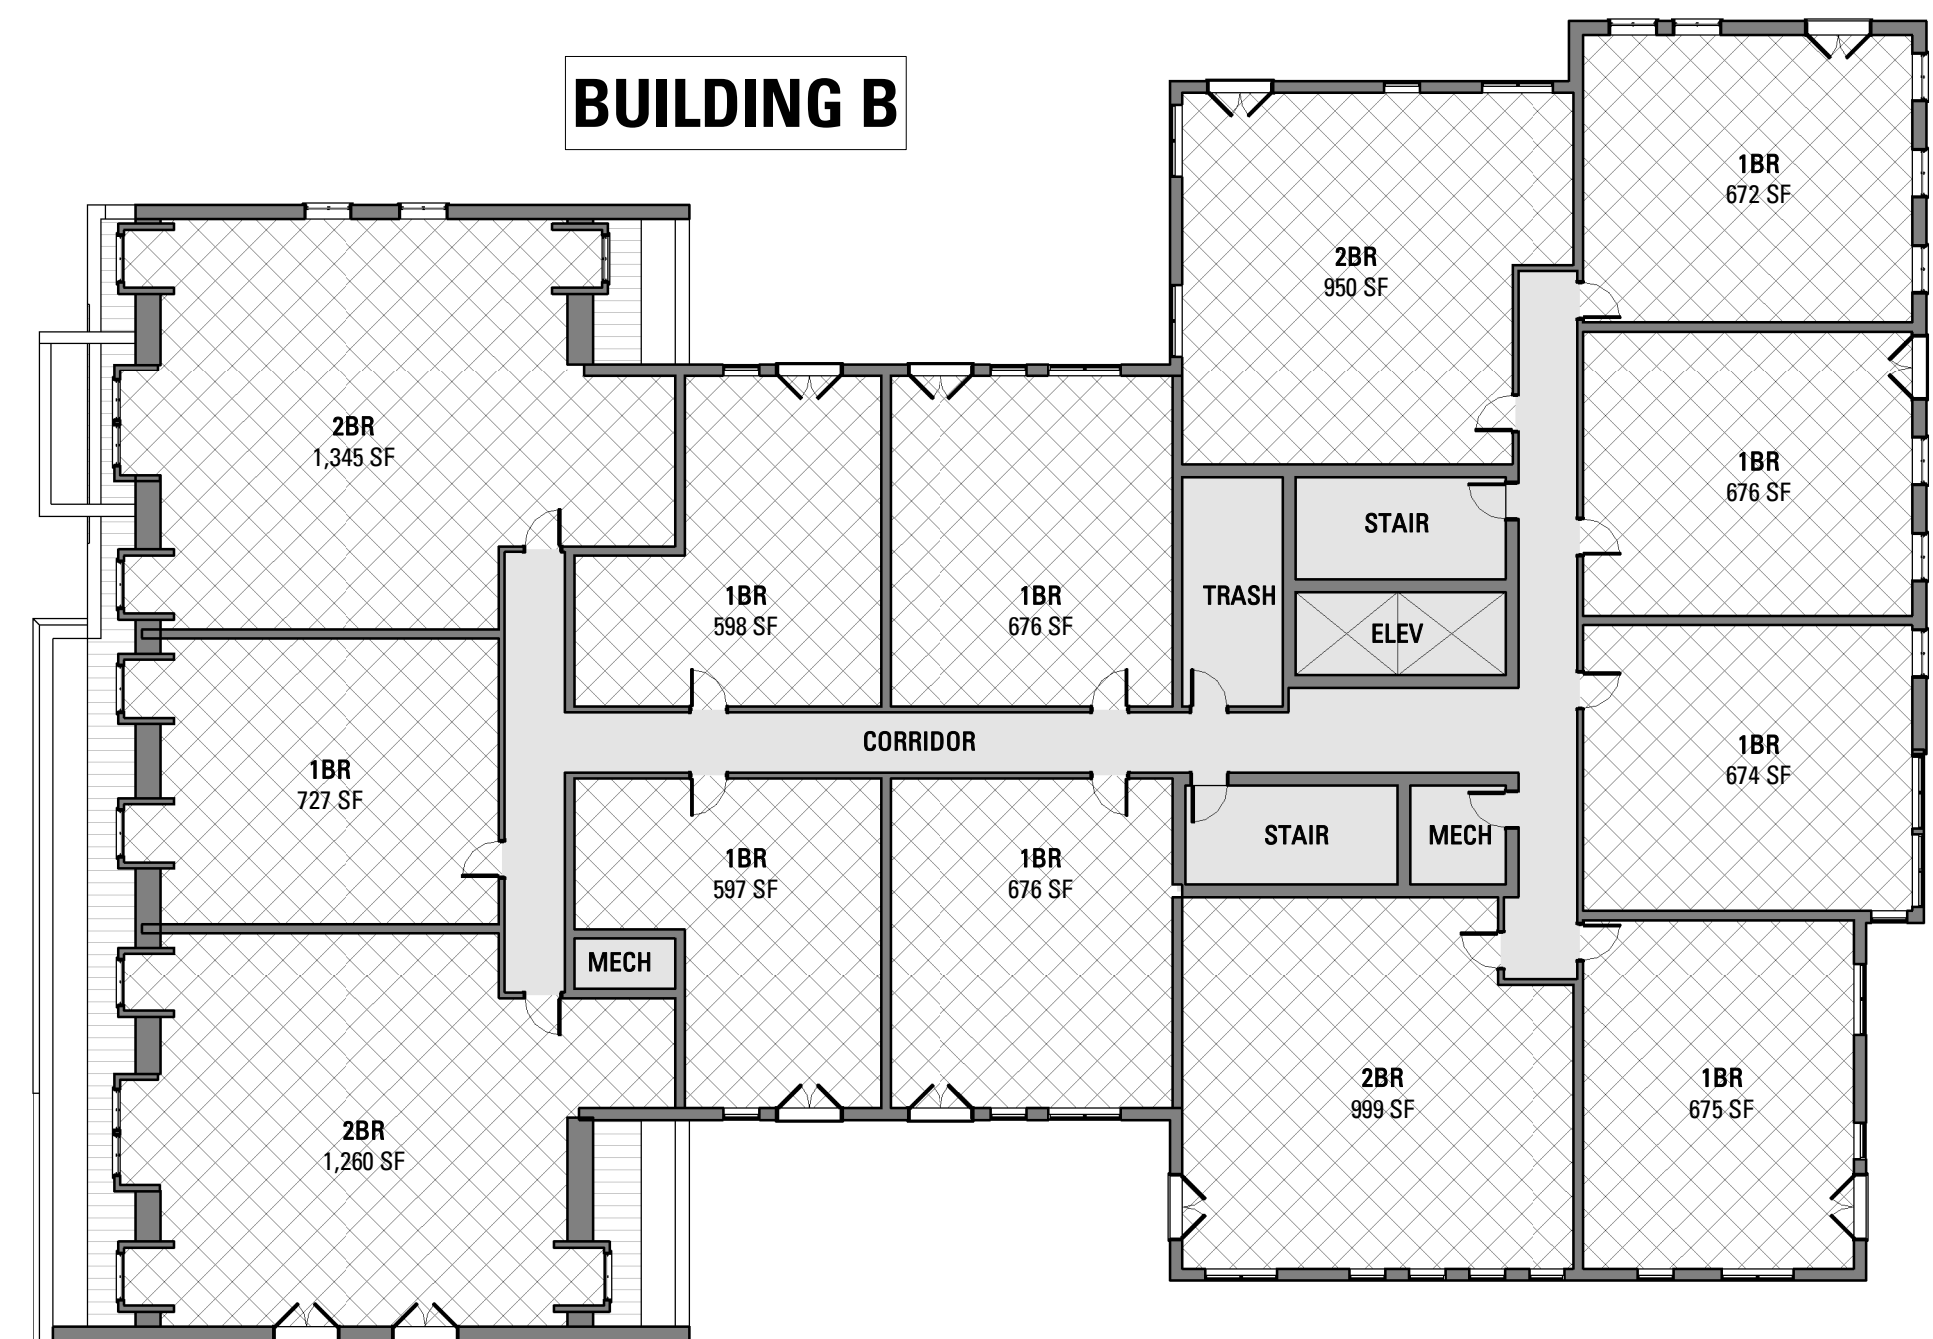 BUILDING B
1BR
672 SF
2BR
950 SF
2BR
1,345 SF
1BR
676 SF
STAIR
1BR
598 SF
1BR
676 SF
TRASH
ELEV
CORRIDOR
1BR
674 SF
1BR
727 SF
1BR
597 SF
1BR
676 SF
STAIR
MECH
MECH
2BR
1,260 SF
2BR
999 SF
1BR
675 SF